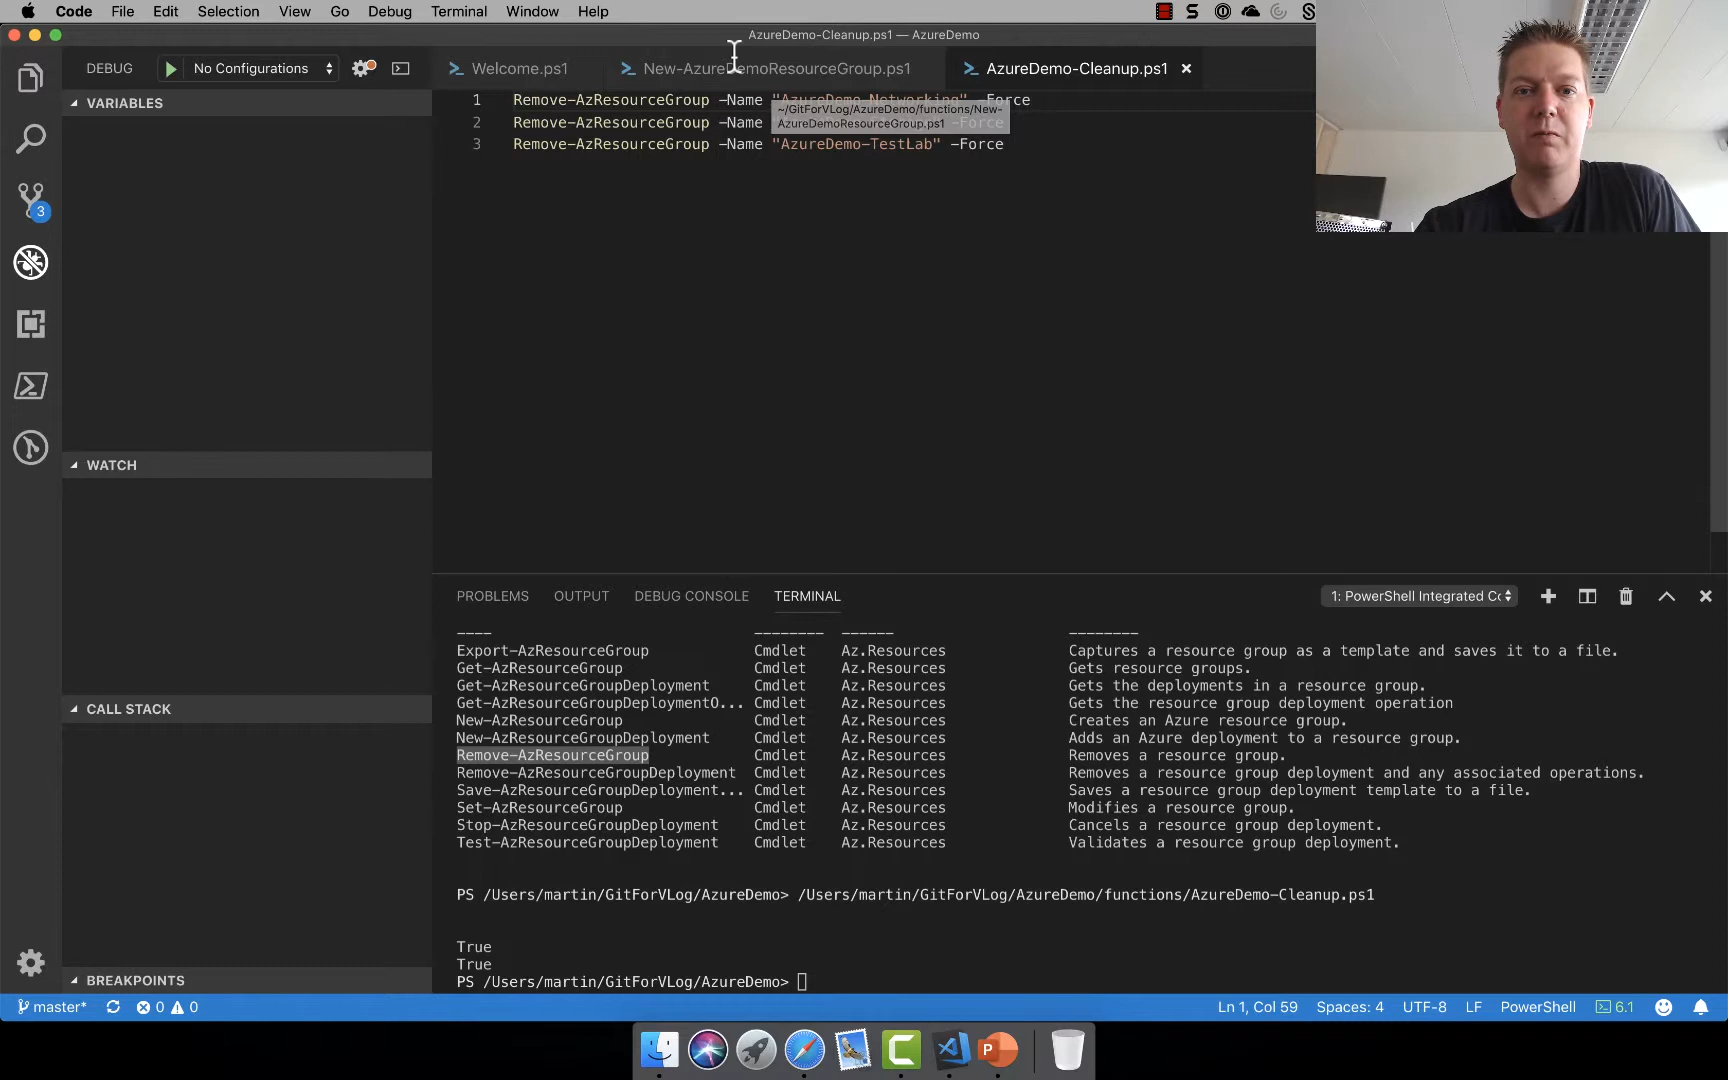 Code File Edit Selection View Go Debug Terminal Window Help
AzureDemo-Cleanup.ps1 — AzureDemo
DEBUG No Configurations
Welcome.ps1 New-AzureDemoResourceGroup.ps1 AzureDemo-Cleanup.ps1
VARIABLES
1 Remove-AzResourceGroup -Name "AzureDemo-Networking" -Force
~/GitForVLog/AzureDemo/functions/New-
AzureDemoResourceGroup.ps1
2 Remove-AzResourceGroup -Name -Force
3 Remove-AzResourceGroup -Name "AzureDemo-TestLab" -Force
3
WATCH
CALL STACK
BREAKPOINTS
PROBLEMS OUTPUT DEBUG CONSOLE TERMINAL 1: PowerShell Integrated Cc
---- -------- ------ --------
Export-AzResourceGroup Cmdlet Az.Resources Captures a resource group as a template and saves it to a file.
Get-AzResourceGroup Cmdlet Az.Resources Gets resource groups.
Get-AzResourceGroupDeployment Cmdlet Az.Resources Gets the deployments in a resource group.
Get-AzResourceGroupDeploymentO... Cmdlet Az.Resources Gets the resource group deployment operation
New-AzResourceGroup Cmdlet Az.Resources Creates an Azure resource group.
New-AzResourceGroupDeployment Cmdlet Az.Resources Adds an Azure deployment to a resource group.
Remove-AzResourceGroup Cmdlet Az.Resources Removes a resource group.
Remove-AzResourceGroupDeployment Cmdlet Az.Resources Removes a resource group deployment and any associated operations.
Save-AzResourceGroupDeployment... Cmdlet Az.Resources Saves a resource group deployment template to a file.
Set-AzResourceGroup Cmdlet Az.Resources Modifies a resource group.
Stop-AzResourceGroupDeployment Cmdlet Az.Resources Cancels a resource group deployment.
Test-AzResourceGroupDeployment Cmdlet Az.Resources Validates a resource group deployment.
PS /Users/martin/GitForVLog/AzureDemo> /Users/martin/GitForVLog/AzureDemo/functions/AzureDemo-Cleanup.ps1
True
True
PS /Users/martin/GitForVLog/AzureDemo>
master* 0 0 Ln 1, Col 59 Spaces: 4 UTF-8 LF PowerShell 6.1